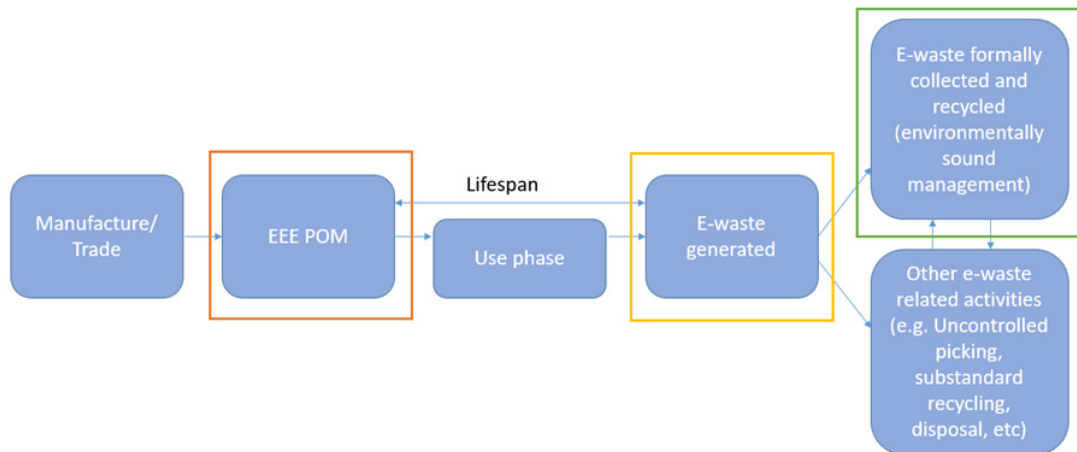 Manufacture/
Trade
EEE POM
Lifespan
Use phase
E-waste
generated
E-waste formally
collected and
recycled
(environmentally
sound
management)
Other e-waste
related activities
(e.g. Uncontrolled
picking,
substandard
recycling,
disposal, etc)